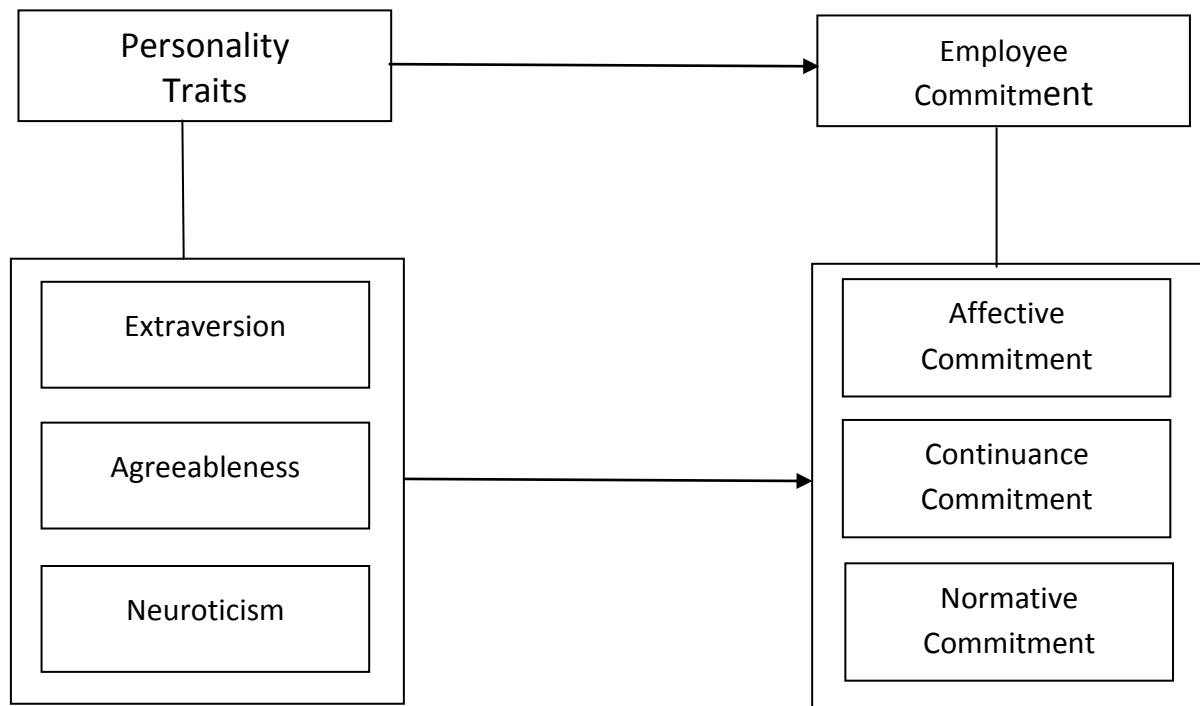 Personality
Traits
Employee
Commitment
Extraversion
Agreeableness
Neuroticism
Affective
Commitment
Continuance
Commitment
Normative
Commitment